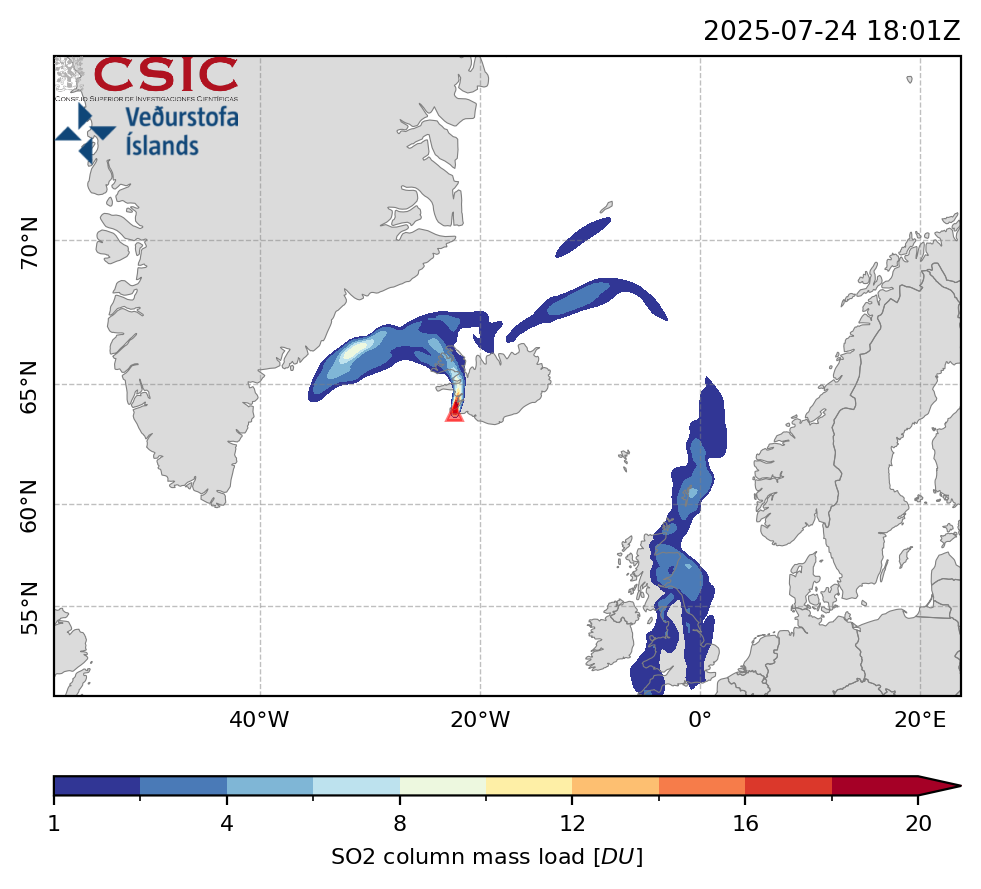 2025-07-24 18:01Z
CSIC
CONSEJO SUPERIOR DE INVESTIGACIONES CIENTÍFICAS
Veðurstofa
Íslands
70°N
65°N
60°N
55°N
40°W
20°W
0°
20°E
1
4
8
12
16
20
SO2 column mass load [DU]